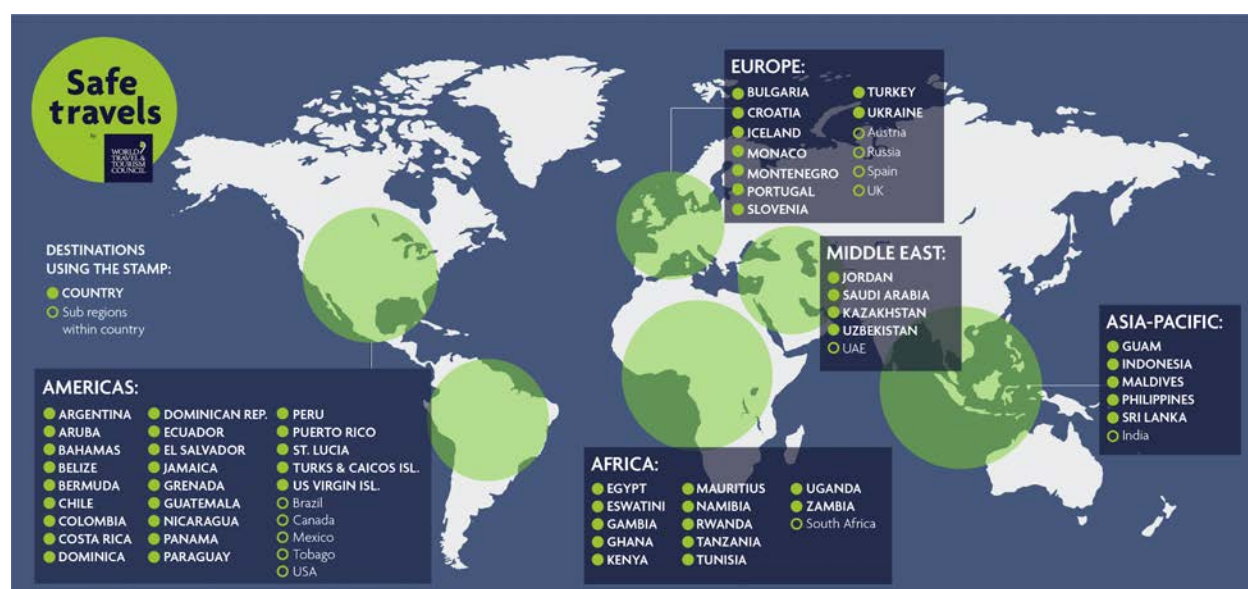 Safe
travels
by
WORLD
TRAVEL &
TOURISM
COUNCIL
DESTINATIONS
USING THE STAMP:
COUNTRY
Sub regions
within country
EUROPE:
BULGARIA
CROATIA
ICELAND
MONACO
MONTENEGRO
PORTUGAL
SLOVENIA
TURKEY
UKRAINE
Austria
Russia
Spain
UK
MIDDLE EAST:
JORDAN
SAUDI ARABIA
KAZAKHSTAN
UZBEKISTAN
UAE
ASIA-PACIFIC:
GUAM
INDONESIA
MALDIVES
PHILIPPINES
SRI LANKA
India
AMERICAS:
ARGENTINA
ARUBA
BAHAMAS
BELIZE
BERMUDA
CHILE
COLOMBIA
COSTA RICA
DOMINICA
DOMINICAN REP.
ECUADOR
EL SALVADOR
JAMAICA
GRENADA
GUATEMALA
NICARAGUA
PANAMA
PARAGUAY
PERU
PUERTO RICO
ST. LUCIA
TURKS & CAICOS ISL.
US VIRGIN ISL.
Brazil
Canada
Mexico
Tobago
USA
AFRICA:
EGYPT
ESWATINI
GAMBIA
GHANA
KENYA
MAURITIUS
NAMIBIA
RWANDA
TANZANIA
TUNISIA
UGANDA
ZAMBIA
South Africa